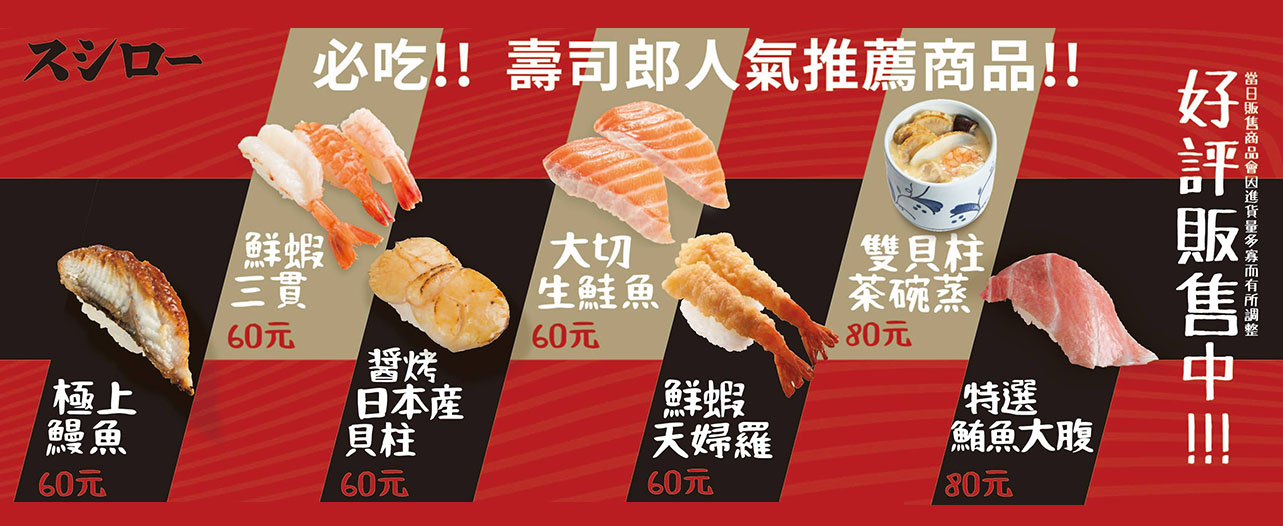 スシロー
必吃!! 壽司郎人氣推薦商品!!
極上
鰻魚
60元
鮮蝦
三貫
60元
醬烤
日本産
貝柱
60元
大切
生鮭魚
60元
鮮蝦
天婦羅
60元
雙貝柱
茶碗蒸
80元
特選
鮪魚大腹
80元
好評販售中!!!
當日販售商品會因進貨量多寡而有所調整